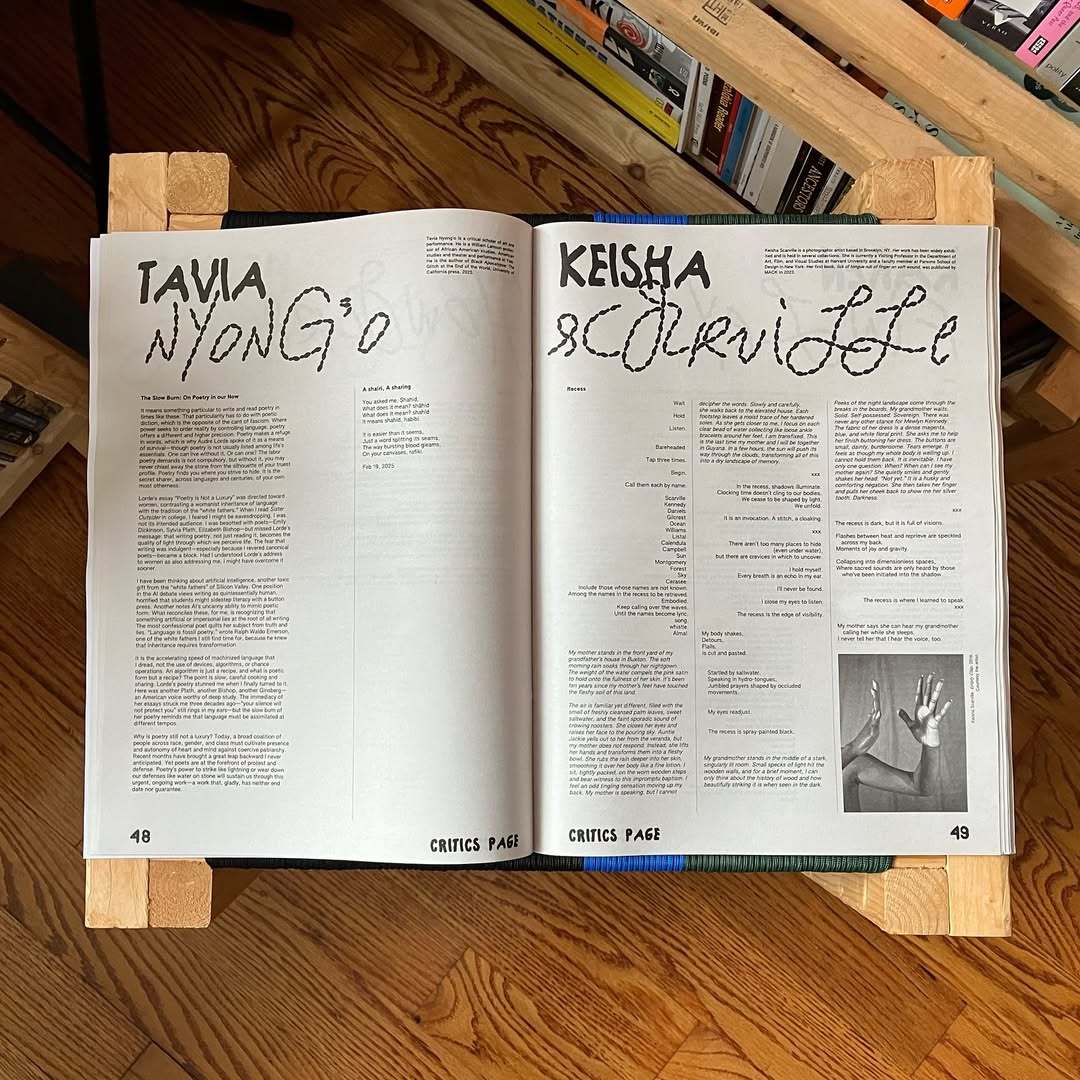 TAVIA
NYONG'O
Tavia Nyong'o is a critical scholar of art and
performance. He is a William Lampson profes-
sor of African American studies, American
studies and theater and performance at Yale.
He is the author of Black Apocalypse: The
Glitch at the End of the World, University of
California press, 2025.
The Slow Burn: On Poetry in our Now
It means something particular to write and read poetry in
times like these. That particularity has to do with poetic
diction, which is the opposite of the cant of fascism. Where
power seeks to order reality by controlling language, poetry
offers a different and higher precision. Poetry makes a refuge
in words, which is why Audre Lorde spoke of it as a means
of survival—though poetry isn't usually listed among life's
essentials. One can live without it. Or can one? The labor
poetry demands is not compulsory, but without it, you may
never chisel away the stone from the silhouette of your truest
profile. Poetry finds you where you strive to hide. It is the
secret sharer, across languages and centuries, of your own
most otherness.
Lorde's essay "Poetry Is Not a Luxury" was directed toward
women, contrasting a womanist inheritance of language
with the tradition of the "white fathers." When I read Sister
Outsider in college, I feared I might be eavesdropping, I was
not its intended audience. I was besotted with poets—Emily
Dickinson, Sylvia Plath, Elizabeth Bishop—but missed Lorde's
message: that writing poetry, not just reading it, becomes the
quality of light through which we perceive life. The fear that
writing was indulgent—especially because I revered canonical
poets—became a block. Had I understood Lorde's address
to women as also addressing me, I might have overcome it
sooner.
I have been thinking about artificial intelligence, another toxic
gift from the "white fathers" of Silicon Valley. One position
in the AI debate views writing as quintessentially human,
horrified that students might sidestep literacy with a button
press. Another notes AI's uncanny ability to mimic poetic
form. What reconciles these, for me, is recognizing that
something artificial or impersonal lies at the root of all writing.
The most confessional poet quilts her subject from truth and
lies. "Language is fossil poetry," wrote Ralph Waldo Emerson,
one of the white fathers I still find time for, because he knew
that inheritance requires transformation.
It is the accelerating speed of machinized language that
I dread, not the use of devices, algorithms, or chance
operations. An algorithm is just a recipe, and what is poetic
form but a recipe? The point is slow, careful cooking and
sharing. Lorde's poetry stunned me when I finally turned to it.
Here was another Plath, another Bishop, another Ginsberg—
an American voice worthy of deep study. The immediacy of
her essays struck me three decades ago—"your silence will
not protect you" still rings in my ears—but the slow burn of
her poetry reminds me that language must be assimilated at
different tempos.
Why is poetry still not a luxury? Today, a broad coalition of
people across race, gender, and class must cultivate presence
and autonomy of heart and mind against coercive patriarchy.
Recent months have brought a great leap backward I never
anticipated. Yet poets are at the forefront of protest and
defense. Poetry's power to strike like lightning or wear down
our defenses like water on stone will sustain us through this
urgent, ongoing work—a work that, gladly, has neither end
date nor guarantee.
A shairi, A sharing
You asked me, Shahid,
What does it mean? shāhid
What does it mean? shahīd
It means shahid, habibi.
It is easier than it seems,
Just a word splitting its seams,
The way bursting blood gleams,
On your canvases, rafiki.
Feb 19, 2025
48
CRITICS PAGE
KEISHA
SCARVILLE
Keisha Scarville is a photographic artist based in Brooklyn, NY. Her work has been widely exhib-
ited and is held in several collections. She is currently a Visiting Professor in the Department of
Art, Film, and Visual Studies at Harvard University and a faculty member at Parsons School of
Design in New York. Her first book, lick of tongue rub of finger on soft wound, was published by
MACK in 2023.
Recess
Wait.
Hold.
Listen.
Bareheaded.
Tap three times.
Begin.
Call them each by name:
Scarville
Kennedy
Daniels
Gilcrest
Ocean
Williams
Listal
Calendula
Campbell
Sun
Montgomery
Forest
Sky
Cerasee
Include those whose names are not known.
Among the names in the recess to be retrieved.
Embodied.
Keep calling over the waves.
Until the names become lyric,
song,
whistle.
Alma!
My mother stands in the front yard of my
grandfather's house in Buxton. The soft
morning rain soaks through her nightgown.
The weight of the water compels the pink satin
to hold onto the fullness of her skin. It's been
ten years since my mother's feet have touched
the fleshy soil of this land.
The air is familiar yet different, filled with the
smell of freshly cleansed palm leaves, sweet
saltwater, and the faint sporadic sound of
crowing roosters. She closes her eyes and
raises her face to the pouring sky. Auntie
Jackie yells out to her from the veranda, but
my mother does not respond. Instead, she lifts
her hands and transforms them into a fleshy
bowl. She rubs the rain deeper into her skin,
smoothing it over her body like a fine lotion. I
sit, tightly packed, on the worn wooden steps
and bear witness to this impromptu baptism. I
feel an odd tingling sensation moving up my
back. My mother is speaking, but I cannot
decipher the words. Slowly and carefully,
she walks back to the elevated house. Each
footstep leaves a moist trace of her hardened
soles. As she gets closer to me, I focus on each
clear bead of water collecting like loose ankle
bracelets around her feet. I am transfixed. This
is the last time my mother and I will be together
in Guyana. In a few hours, the sun will push its
way through the clouds, transforming all of this
into a dry landscape of memory.
xxx
In the recess, shadows illuminate.
Clocking time doesn't cling to our bodies.
We cease to be shaped by light,
We unfold.
It is an invocation. A stitch, a cloaking.
xxx
There aren't too many places to hide
(even under water),
but there are crevices in which to uncover.
I hold myself.
Every breath is an echo in my ear.
I'll never be found.
I close my eyes to listen.
The recess is the edge of visibility.
My body shakes,
Detours,
Flails,
is cut and pasted.
Startled by saltwater.
Speaking in hydro-tongues,
Jumbled prayers shaped by occluded
movements.
My eyes readjust.
The recess is spray-painted black.
My grandmother stands in the middle of a stark,
singularly lit room. Small specks of light hit the
wooden walls, and for a brief moment, I can
only think about the history of wood and how
beautifully striking it is when seen in the dark.
Peeks of the night landscape come through the
breaks in the boards. My grandmother waits.
Solid. Self-possessed. Sovereign. There was
never any other stance for Mewlyn Kennedy.
The fabric of her dress is a dense magenta,
blue, and white floral print. She asks me to help
her finish buttoning her dress. The buttons are
small, dainty, burdensome. Tears emerge. It
feels as though my whole body is welling up. I
cannot hold them back. It is inevitable. I have
only one question: When? When can I see my
mother again? She quietly smiles and gently
shakes her head: "Not yet." It is a husky and
comforting negation. She then takes her finger
and pulls her cheek back to show me her silver
tooth. Darkness.
xxx
The recess is dark, but it is full of visions.
Flashes between heat and reprieve are speckled
across my back.
Moments of joy and gravity.
Collapsing into dimensionless spaces,
Where sacred sounds are only heard by those
who've been initiated into the shadow.
The recess is where I learned to speak.
xxx
My mother says she can hear my grandmother
calling her while she sleeps.
I never tell her that I hear the voice, too.
Courtesy the artist.
49
CRITICS PAGE
ANCESTORS
polity
VERSO